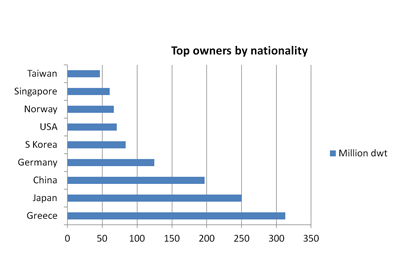 Top owners by nationality
Taiwan
Singapore
Norway
USA
S Korea
Germany
China
Japan
Greece
Million dwt
0 50 100 150 200 250 300 350